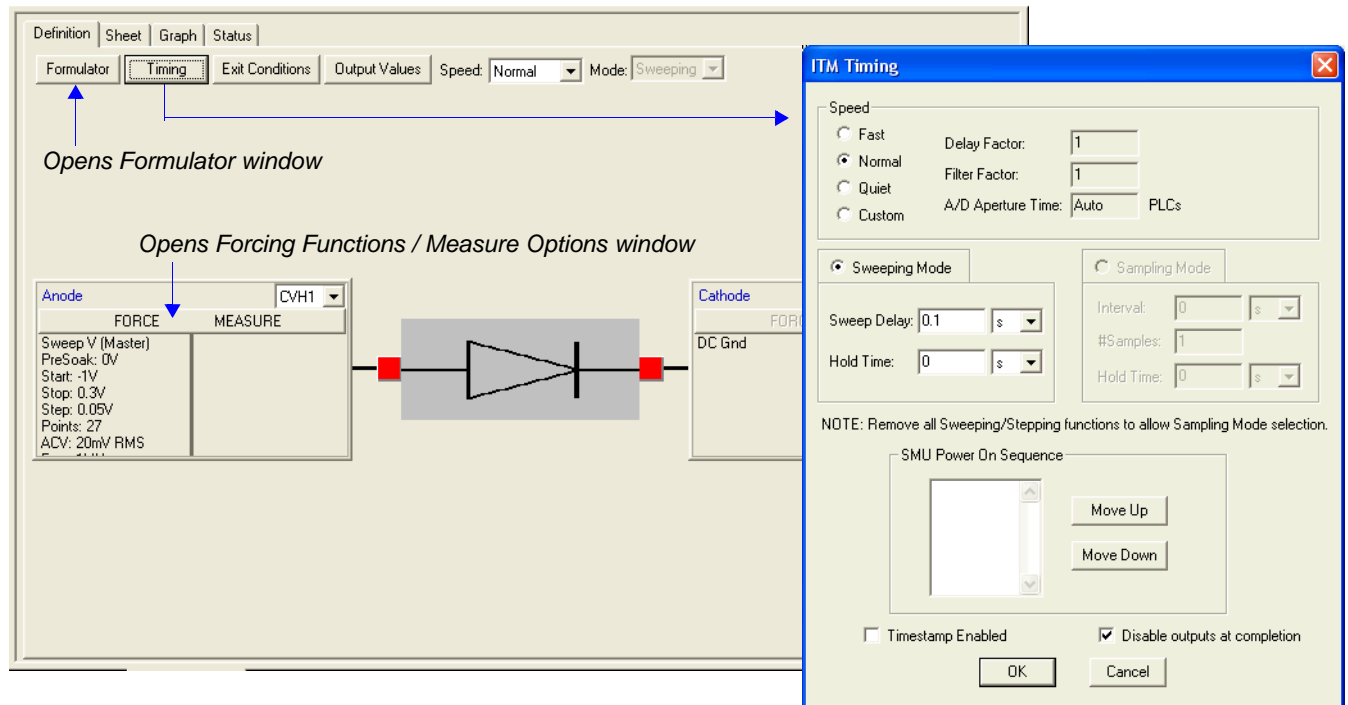 Definition Sheet Graph Status
Formulator Timing Exit Conditions Output Values Speed: Normal Mode: Sweeping
Opens Formulator window
Opens Forcing Functions / Measure Options window
Anode CVH1
FORCE MEASURE
Sweep V (Master)
PreSoak: 0V
Start: -1V
Stop: 0.3V
Step: 0.05V
Points: 27
ACV: 20mV RMS
Cathode
DC Gnd
ITM Timing
Speed
Fast
Normal
Quiet
Custom
Delay Factor: 1
Filter Factor: 1
A/D Aperture Time: Auto PLCs
Sweeping Mode
Sweep Delay: 0.1 s
Hold Time: 0 s
Sampling Mode
Interval: 0 s
#Samples: 1
Hold Time: 0 s
NOTE: Remove all Sweeping/Stepping functions to allow Sampling Mode selection.
SMU Power On Sequence
Move Up
Move Down
Timestamp Enabled
Disable outputs at completion
OK Cancel